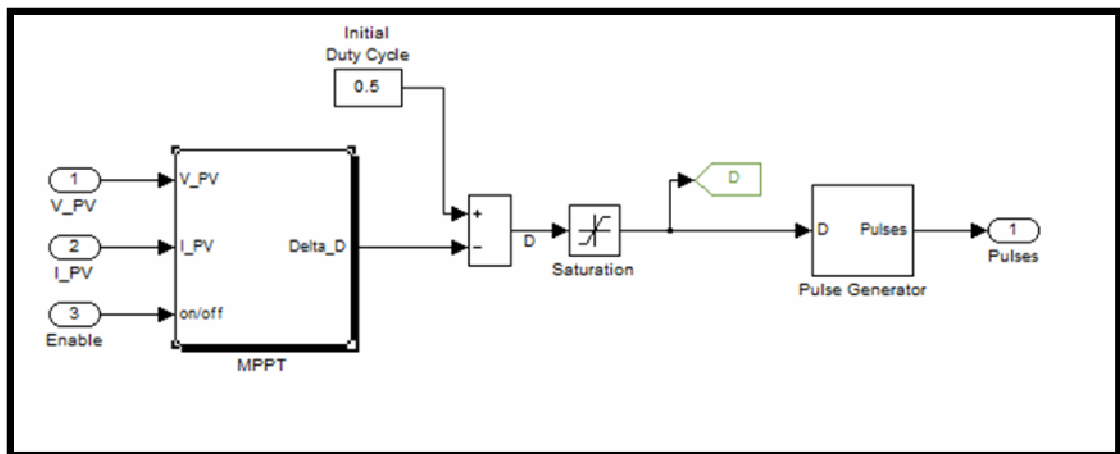 Initial
Duty Cycle
0.5
1
V_PV
2
I_PV
3
Enable
V_PV
I_PV
on/off
Delta_D
MPPT
+
−
D
Saturation
D
D
Pulses
Pulse Generator
1
Pulses